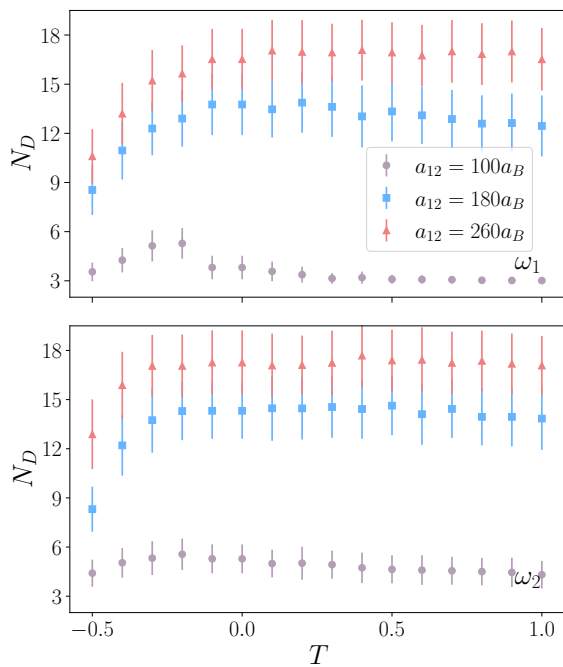 18
15
12
9
6
3
N_D
a_{12} = 100a_B
a_{12} = 180a_B
a_{12} = 260a_B
ω_1
18
15
12
9
6
3
N_D
ω_2
−0.5
0.0
0.5
1.0
T